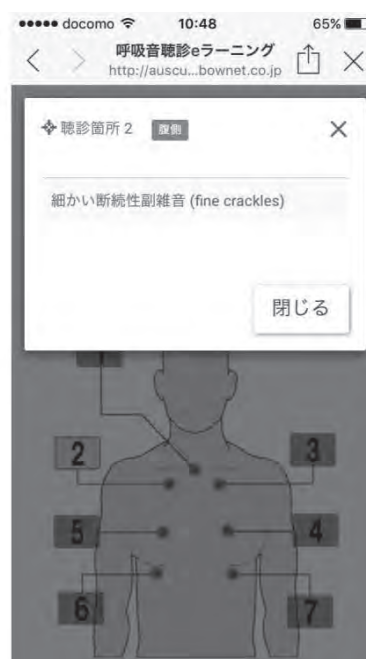 docomo 10:48 65%
呼吸音聴診eラーニング
http://auscu...bownet.co.jp
聴診箇所 2 腹側
細かい断続性副雑音 (fine crackles)
閉じる
2 3
5 4
6 7